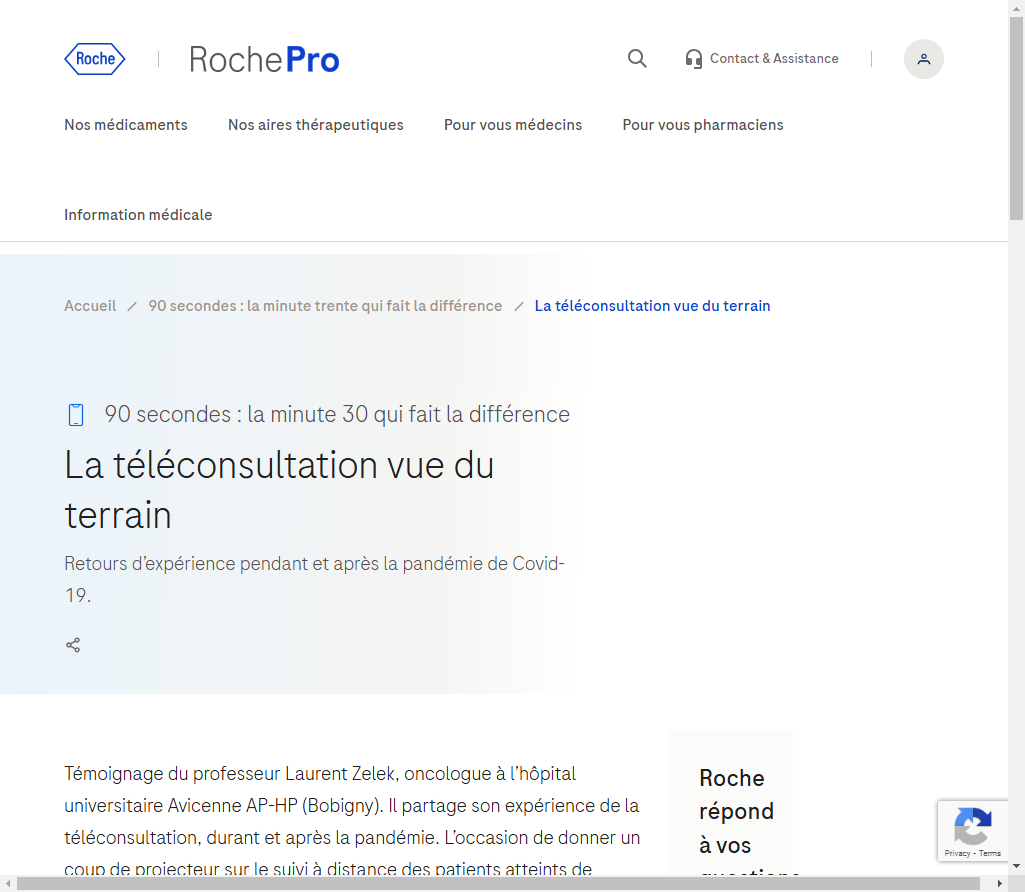 Roche
RochePro
Contact & Assistance
Nos médicaments
Nos aires thérapeutiques
Pour vous médecins
Pour vous pharmaciens
Information médicale
Accueil / 90 secondes : la minute trente qui fait la différence / La téléconsultation vue du terrain
90 secondes : la minute 30 qui fait la différence
La téléconsultation vue du
terrain
Retours d'expérience pendant et après la pandémie de Covid-
19.
Témoignage du professeur Laurent Zelek, oncologue à l'hôpital
universitaire Avicenne AP-HP (Bobigny). Il partage son expérience de la
téléconsultation, durant et après la pandémie. L'occasion de donner un
coup de projecteur sur le suivi à distance des patients atteints de
Roche
répond
à vos
questions
Privacy - Terms